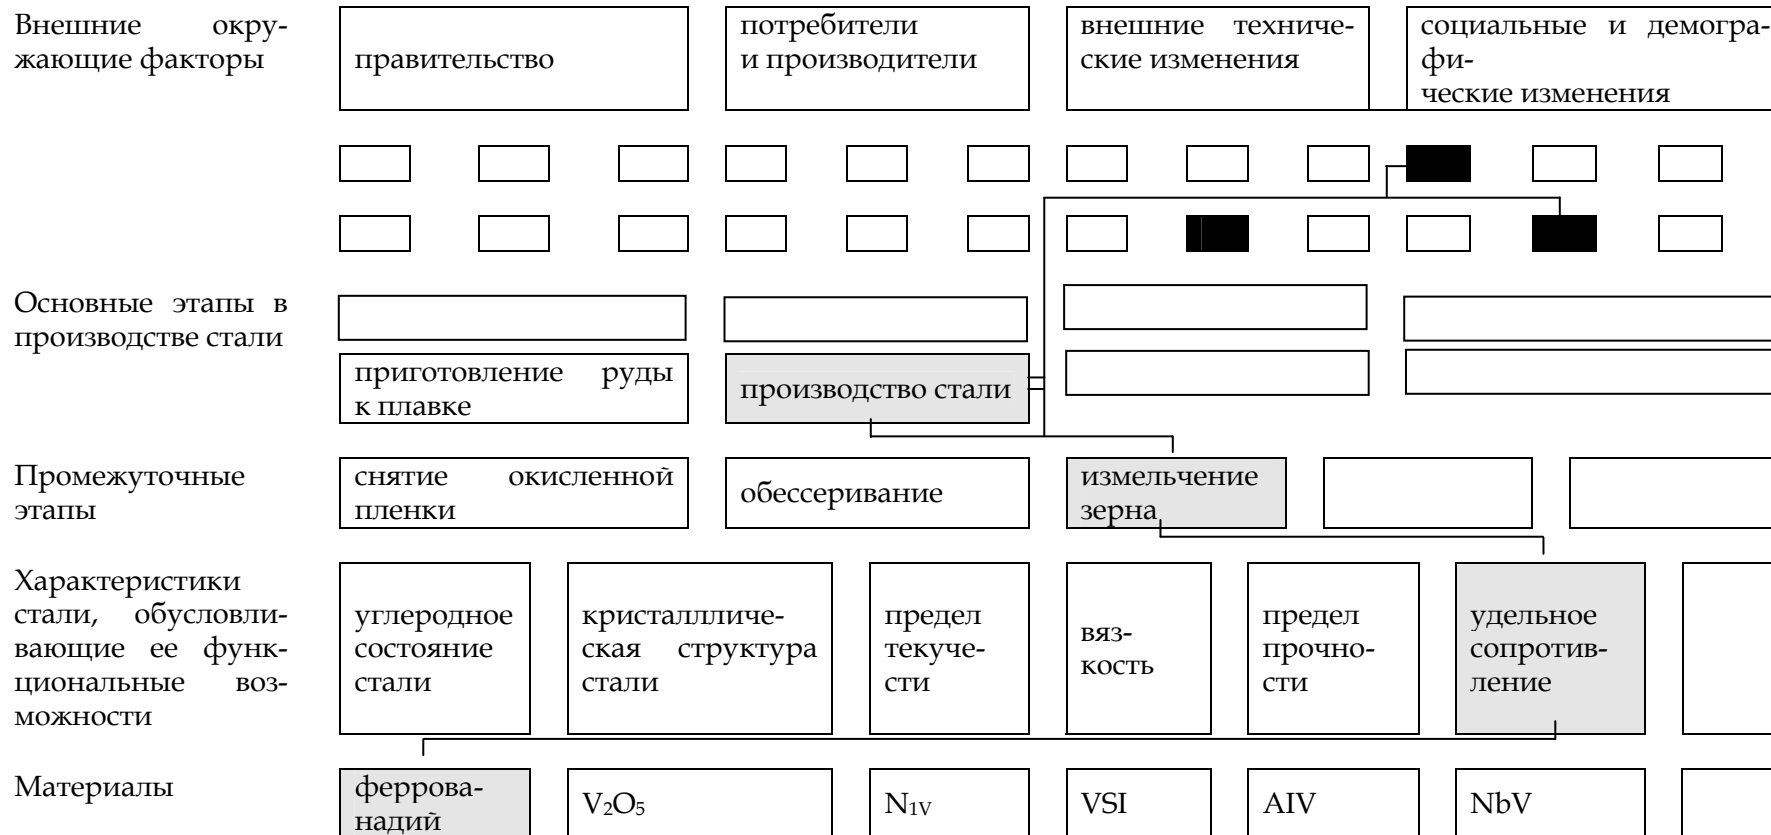 Внешние окру-
жающие факторы
правительство
потребители
и производители
внешние техниче-
ские изменения
социальные и демогра-
фи-
ческие изменения
Основные этапы в
производстве стали
приготовление руды
к плавке
производство стали
Промежуточные
этапы
снятие окисленной
пленки
обессеривание
измельчение
зерна
Характеристики
стали, обусловли-
вающие ее функ-
циональные воз-
можности
углеродное
состояние
стали
кристаллличе-
ская структура
стали
предел
текуче-
сти
вяз-
кость
предел
прочно-
сти
удельное
сопротив-
ление
Материалы
феррова-
надий
V₂O₅
N₁ᵥ
VSI
AIV
NbV